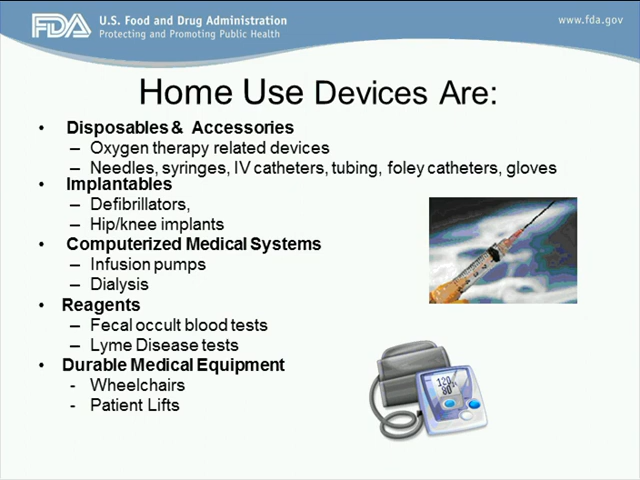 FDA U.S. Food and Drug Administration
Protecting and Promoting Public Health
www.fda.gov
Home Use Devices Are:
• Disposables & Accessories
– Oxygen therapy related devices
– Needles, syringes, IV catheters, tubing, foley catheters, gloves
• Implantables
– Defibrillators,
– Hip/knee implants
• Computerized Medical Systems
– Infusion pumps
– Dialysis
• Reagents
– Fecal occult blood tests
– Lyme Disease tests
• Durable Medical Equipment
- Wheelchairs
- Patient Lifts
120
80